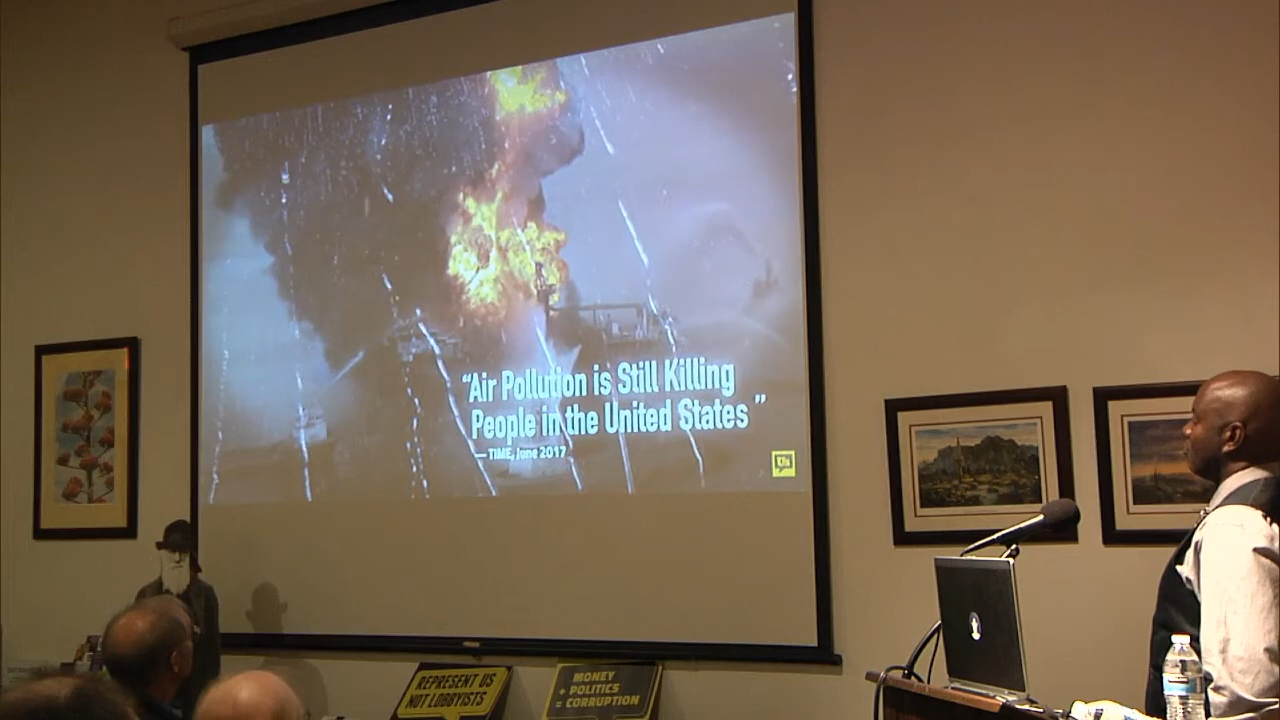 “Air Pollution is Still Killing
People in the United States”
— TIME, June 2017
Us
REPRESENT US
NOT LOBBYISTS
MONEY
+ POLITICS
= CORRUPTION